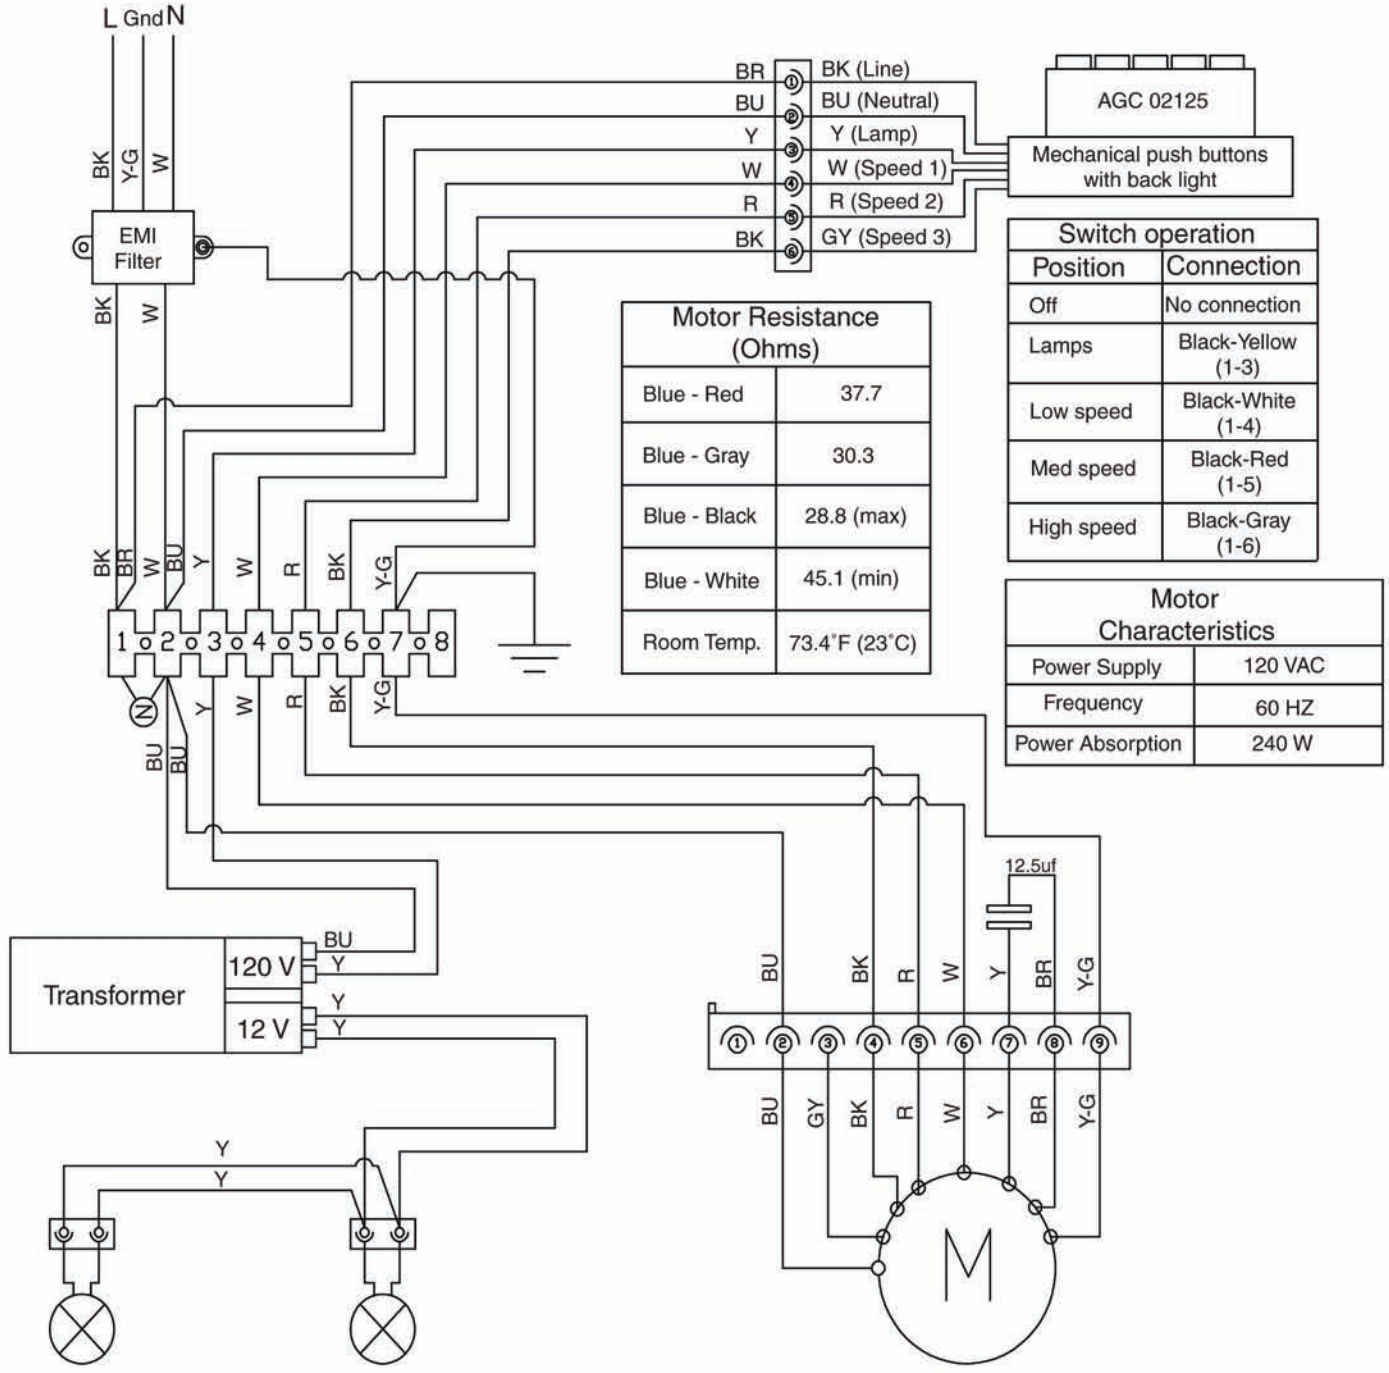 L Gnd N
BK Y-G W
EMI
Filter
BK W
BR BK (Line)
BU BU (Neutral)
Y Y (Lamp)
W W (Speed 1)
R R (Speed 2)
BK GY (Speed 3)
1
2
3
4
5
6
AGC 02125
Mechanical push buttons
with back light
Switch operation
Position Connection
Off No connection
Lamps Black-Yellow
(1-3)
Low speed Black-White
(1-4)
Med speed Black-Red
(1-5)
High speed Black-Gray
(1-6)
Motor Resistance
(Ohms)
Blue - Red 37.7
Blue - Gray 30.3
Blue - Black 28.8 (max)
Blue - White 45.1 (min)
Room Temp. 73.4°F (23°C)
Motor
Characteristics
Power Supply 120 VAC
Frequency 60 HZ
Power Absorption 240 W
BK BR W BU Y W R BK Y-G
1 2 3 4 5 6 7 8
N
Y W R BK Y-G
BU BU
12.5uf
Transformer
120 V
12 V
BU
Y
Y
Y
BU BK R W Y BR Y-G
1 2 3 4 5 6 7 8 9
BU GY BK R W Y BR Y-G
Y
Y
M